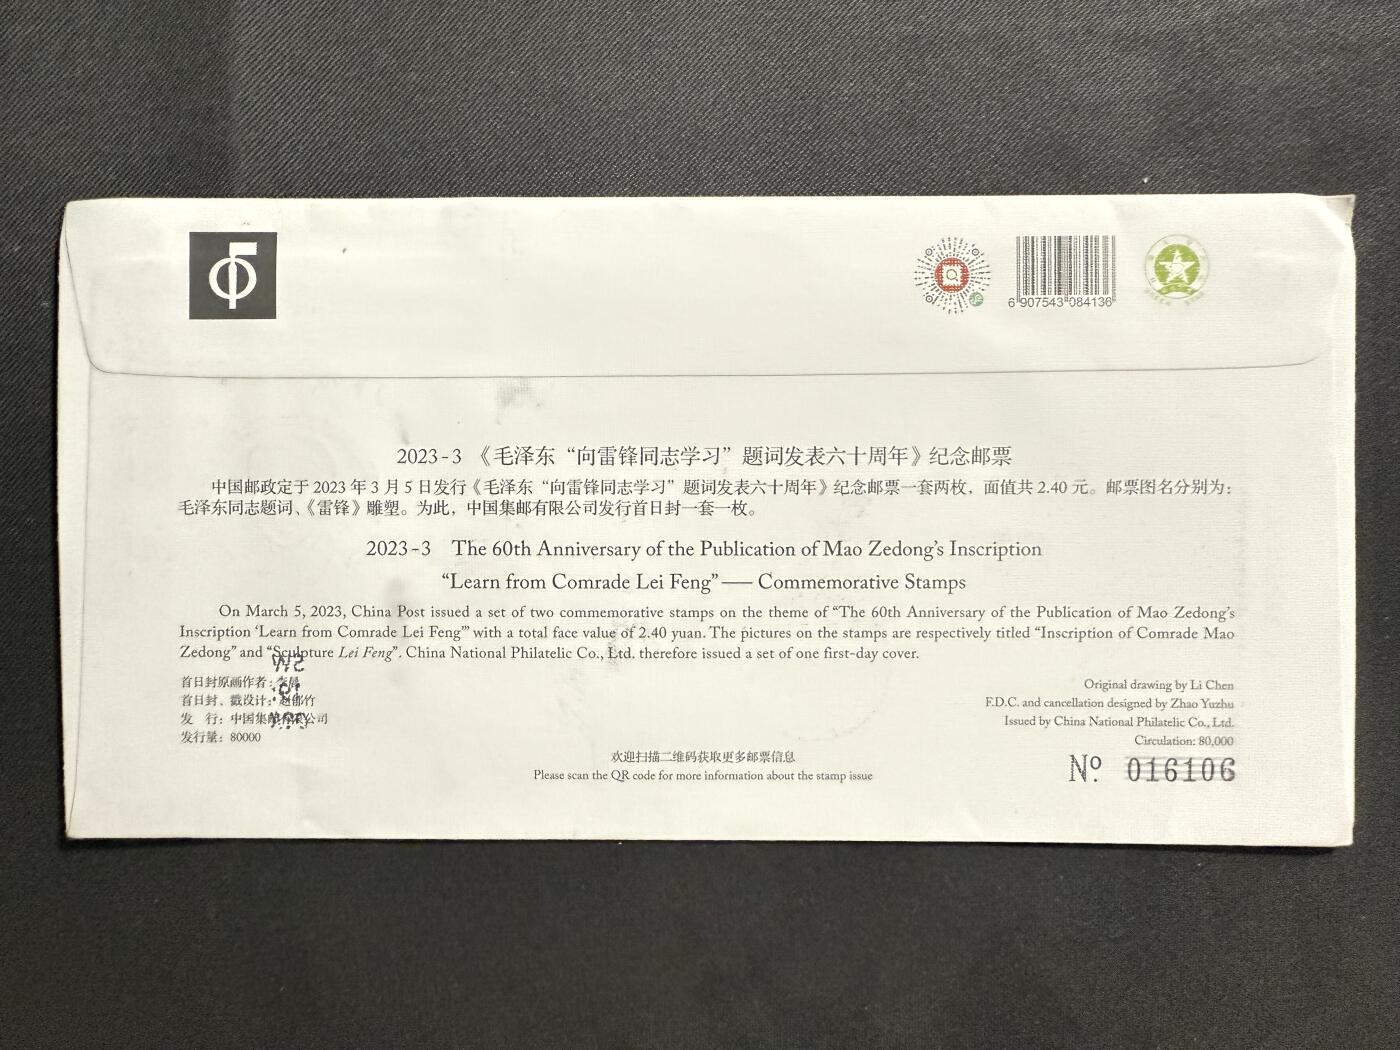 6 907543 084136
2023-3 《毛泽东“向雷锋同志学习”题词发表六十周年》纪念邮票
中国邮政定于 2023 年 3 月 5 日发行《毛泽东“向雷锋同志学习”题词发表六十周年》纪念邮票一套两枚，面值共 2.40 元。邮票图名分别为：
毛泽东同志题词、《雷锋》雕塑。为此，中国集邮有限公司发行首日封一套一枚。
2023-3 The 60th Anniversary of the Publication of Mao Zedong’s Inscription
“Learn from Comrade Lei Feng” —— Commemorative Stamps
On March 5, 2023, China Post issued a set of two commemorative stamps on the theme of “The 60th Anniversary of the Publication of Mao Zedong’s
Inscription ‘Learn from Comrade Lei Feng’” with a total face value of 2.40 yuan. The pictures on the stamps are respectively titled “Inscription of Comrade Mao
Zedong” and “Sculpture Lei Feng”. China National Philatelic Co., Ltd. therefore issued a set of one first-day cover.
首日封原画作者：李晨
首日封、戳设计：赵郁竹
发 行：中国集邮有限公司
发行量：80000
Original drawing by Li Chen
F.D.C. and cancellation designed by Zhao Yuzhu
Issued by China National Philatelic Co., Ltd.
Circulation: 80,000
欢迎扫描二维码获取更多邮票信息
Please scan the QR code for more information about the stamp issue
Nº 016106